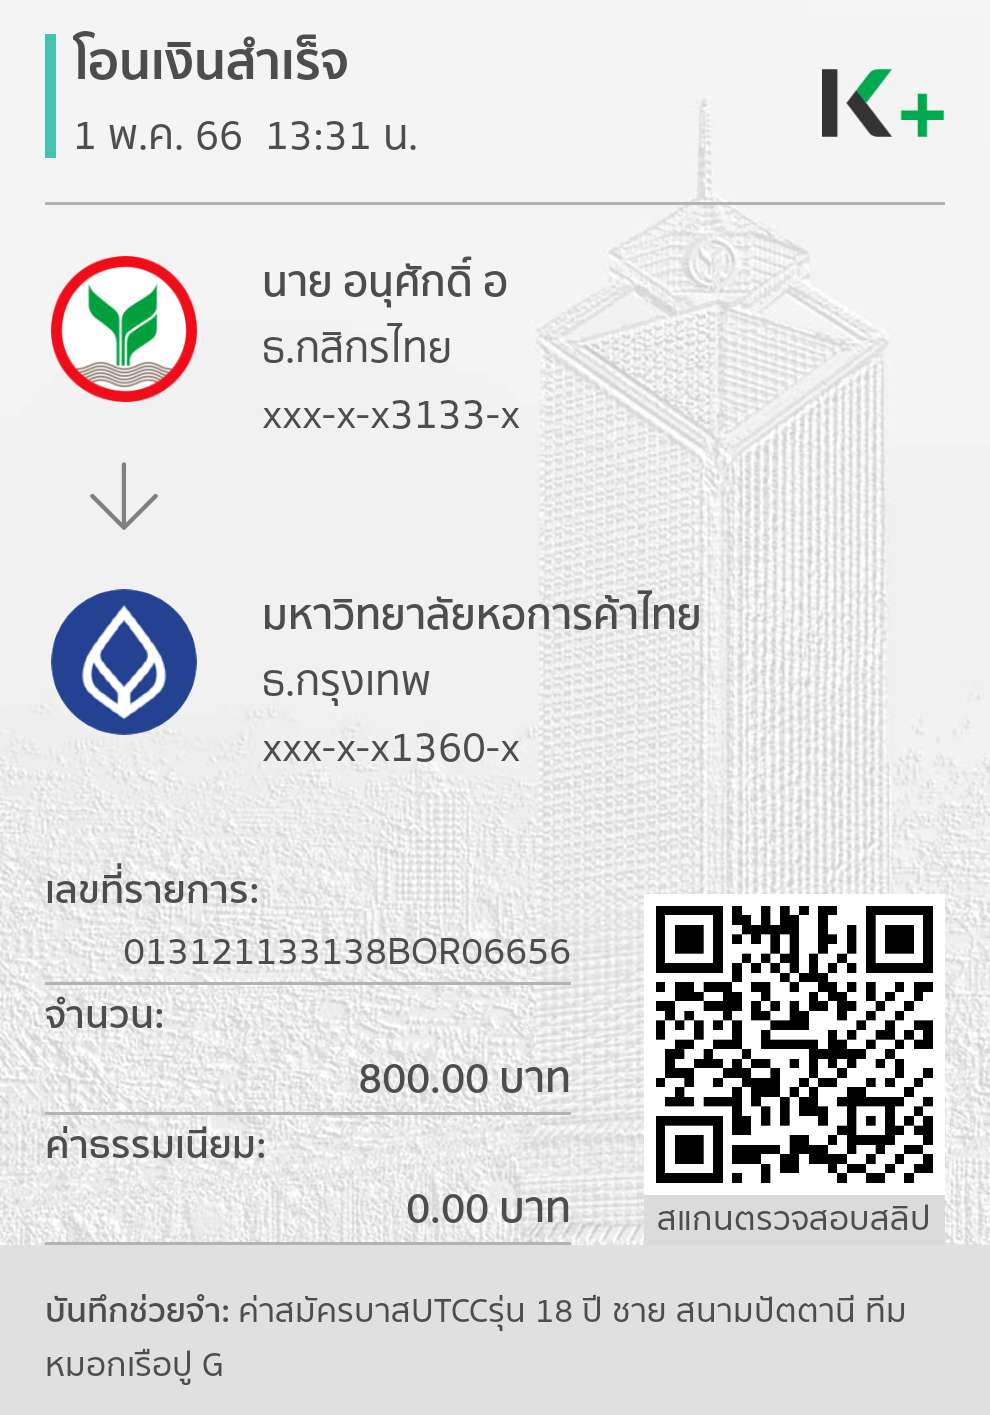 โอนเงินสำเร็จ
1 พ.ค. 66  13:31 น.
K+
นาย อนุศักดิ์ อ
ธ.กสิกรไทย
xxx-x-x3133-x
มหาวิทยาลัยหอการค้าไทย
ธ.กรุงเทพ
xxx-x-x1360-x
เลขที่รายการ:
013121133138BOR06656
จำนวน:
800.00 บาท
ค่าธรรมเนียม:
0.00 บาท
สแกนตรวจสอบสลิป
บันทึกช่วยจำ: ค่าสมัครบาสUTCCรุ่น 18 ปี ชาย สนามปัตตานี ทีม
หมอกเรือปู G